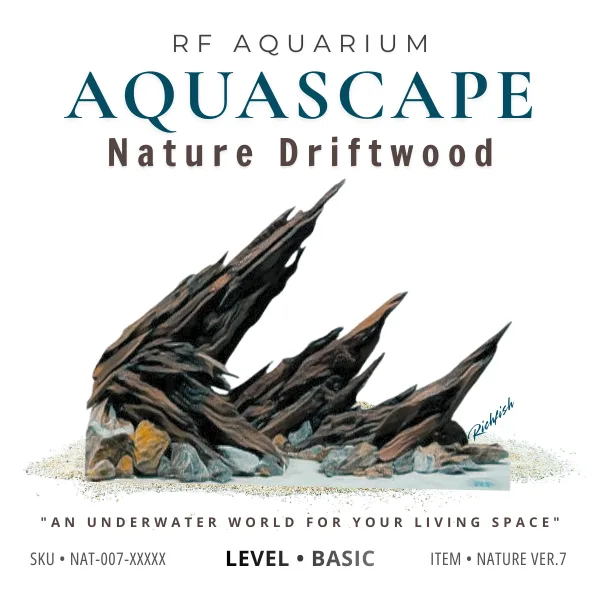 RF AQUARIUM
AQUASCAPE
Nature Driftwood
Richfish
"AN UNDERWATER WORLD FOR YOUR LIVING SPACE"
SKU • NAT-007-XXXXX
LEVEL • BASIC
ITEM • NATURE VER.7